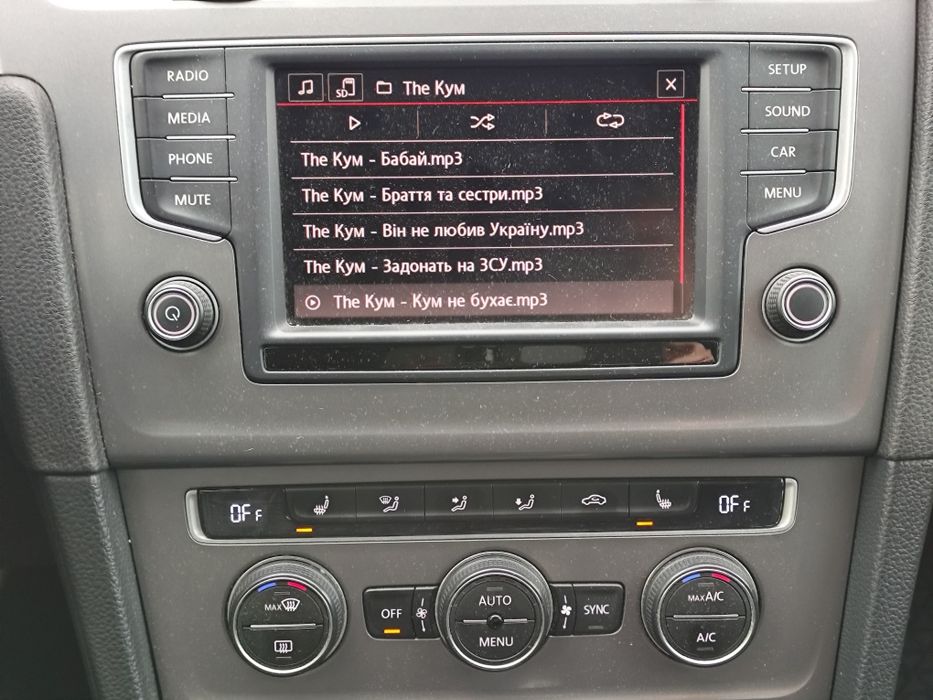 RADIO
MEDIA
PHONE
MUTE
SD
The Кум
X
The Кум - Бабай.mp3
The Кум - Браття та сестри.mp3
The Кум - Він не любив Україну.mp3
The Кум - Задонать на ЗСУ.mp3
The Кум - Кум не бухає.mp3
SETUP
SOUND
CAR
MENU
OFF
OFF
MAX
OFF
AUTO
MENU
SYNC
MAX A/C
A/C